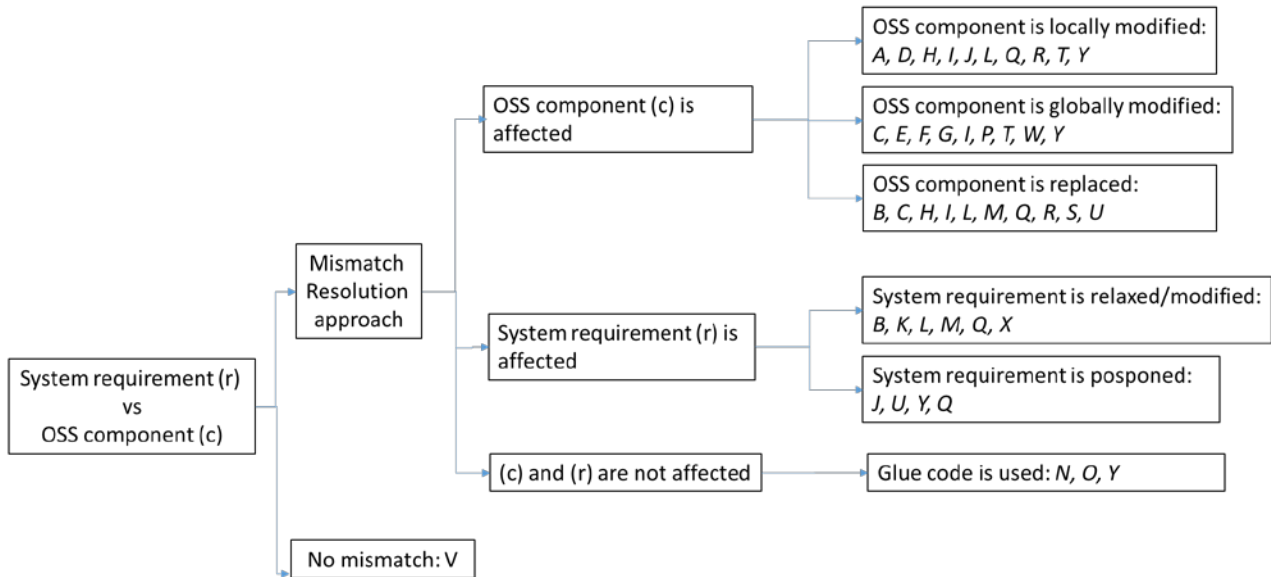 System requirement (r)
vs
OSS component (c)
Mismatch
Resolution
approach
No mismatch: V
OSS component (c) is
affected
System requirement (r) is
affected
(c) and (r) are not affected
OSS component is locally modified:
A, D, H, I, J, L, Q, R, T, Y
OSS component is globally modified:
C, E, F, G, I, P, T, W, Y
OSS component is replaced:
B, C, H, I, L, M, Q, R, S, U
System requirement is relaxed/modified:
B, K, L, M, Q, X
System requirement is posponed:
J, U, Y, Q
Glue code is used: N, O, Y